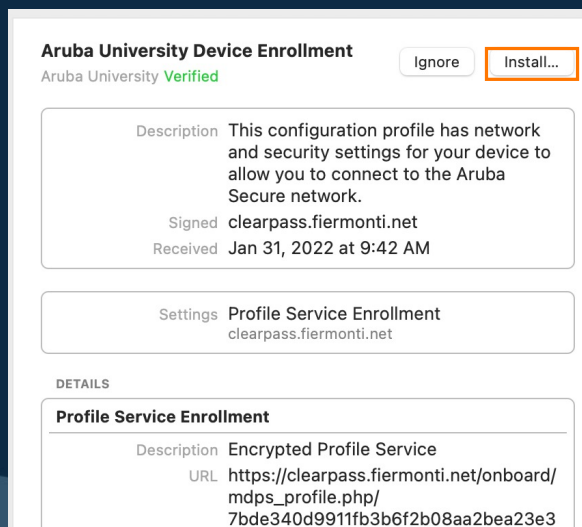 Aruba University Device Enrollment
Aruba University Verified
Ignore
Install...
Description This configuration profile has network
and security settings for your device to
allow you to connect to the Aruba
Secure network.
Signed clearpass.fiermonti.net
Received Jan 31, 2022 at 9:42 AM
Settings Profile Service Enrollment
clearpass.fiermonti.net
DETAILS
Profile Service Enrollment
Description Encrypted Profile Service
URL https://clearpass.fiermonti.net/onboard/
mdps_profile.php/
7bde340d9911fb3b6f2b08aa2bea23e3